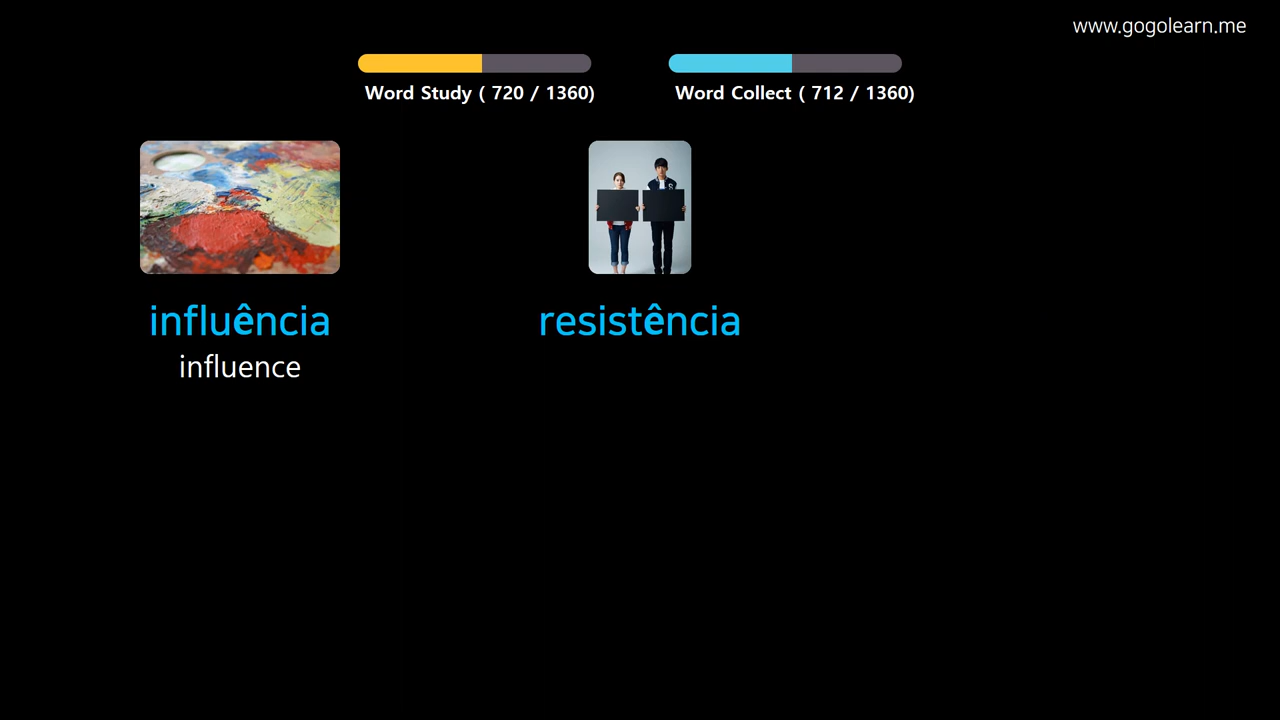 www.gogolearn.me
Word Study ( 720 / 1360)
Word Collect ( 712 / 1360)
influência
influence
resistência